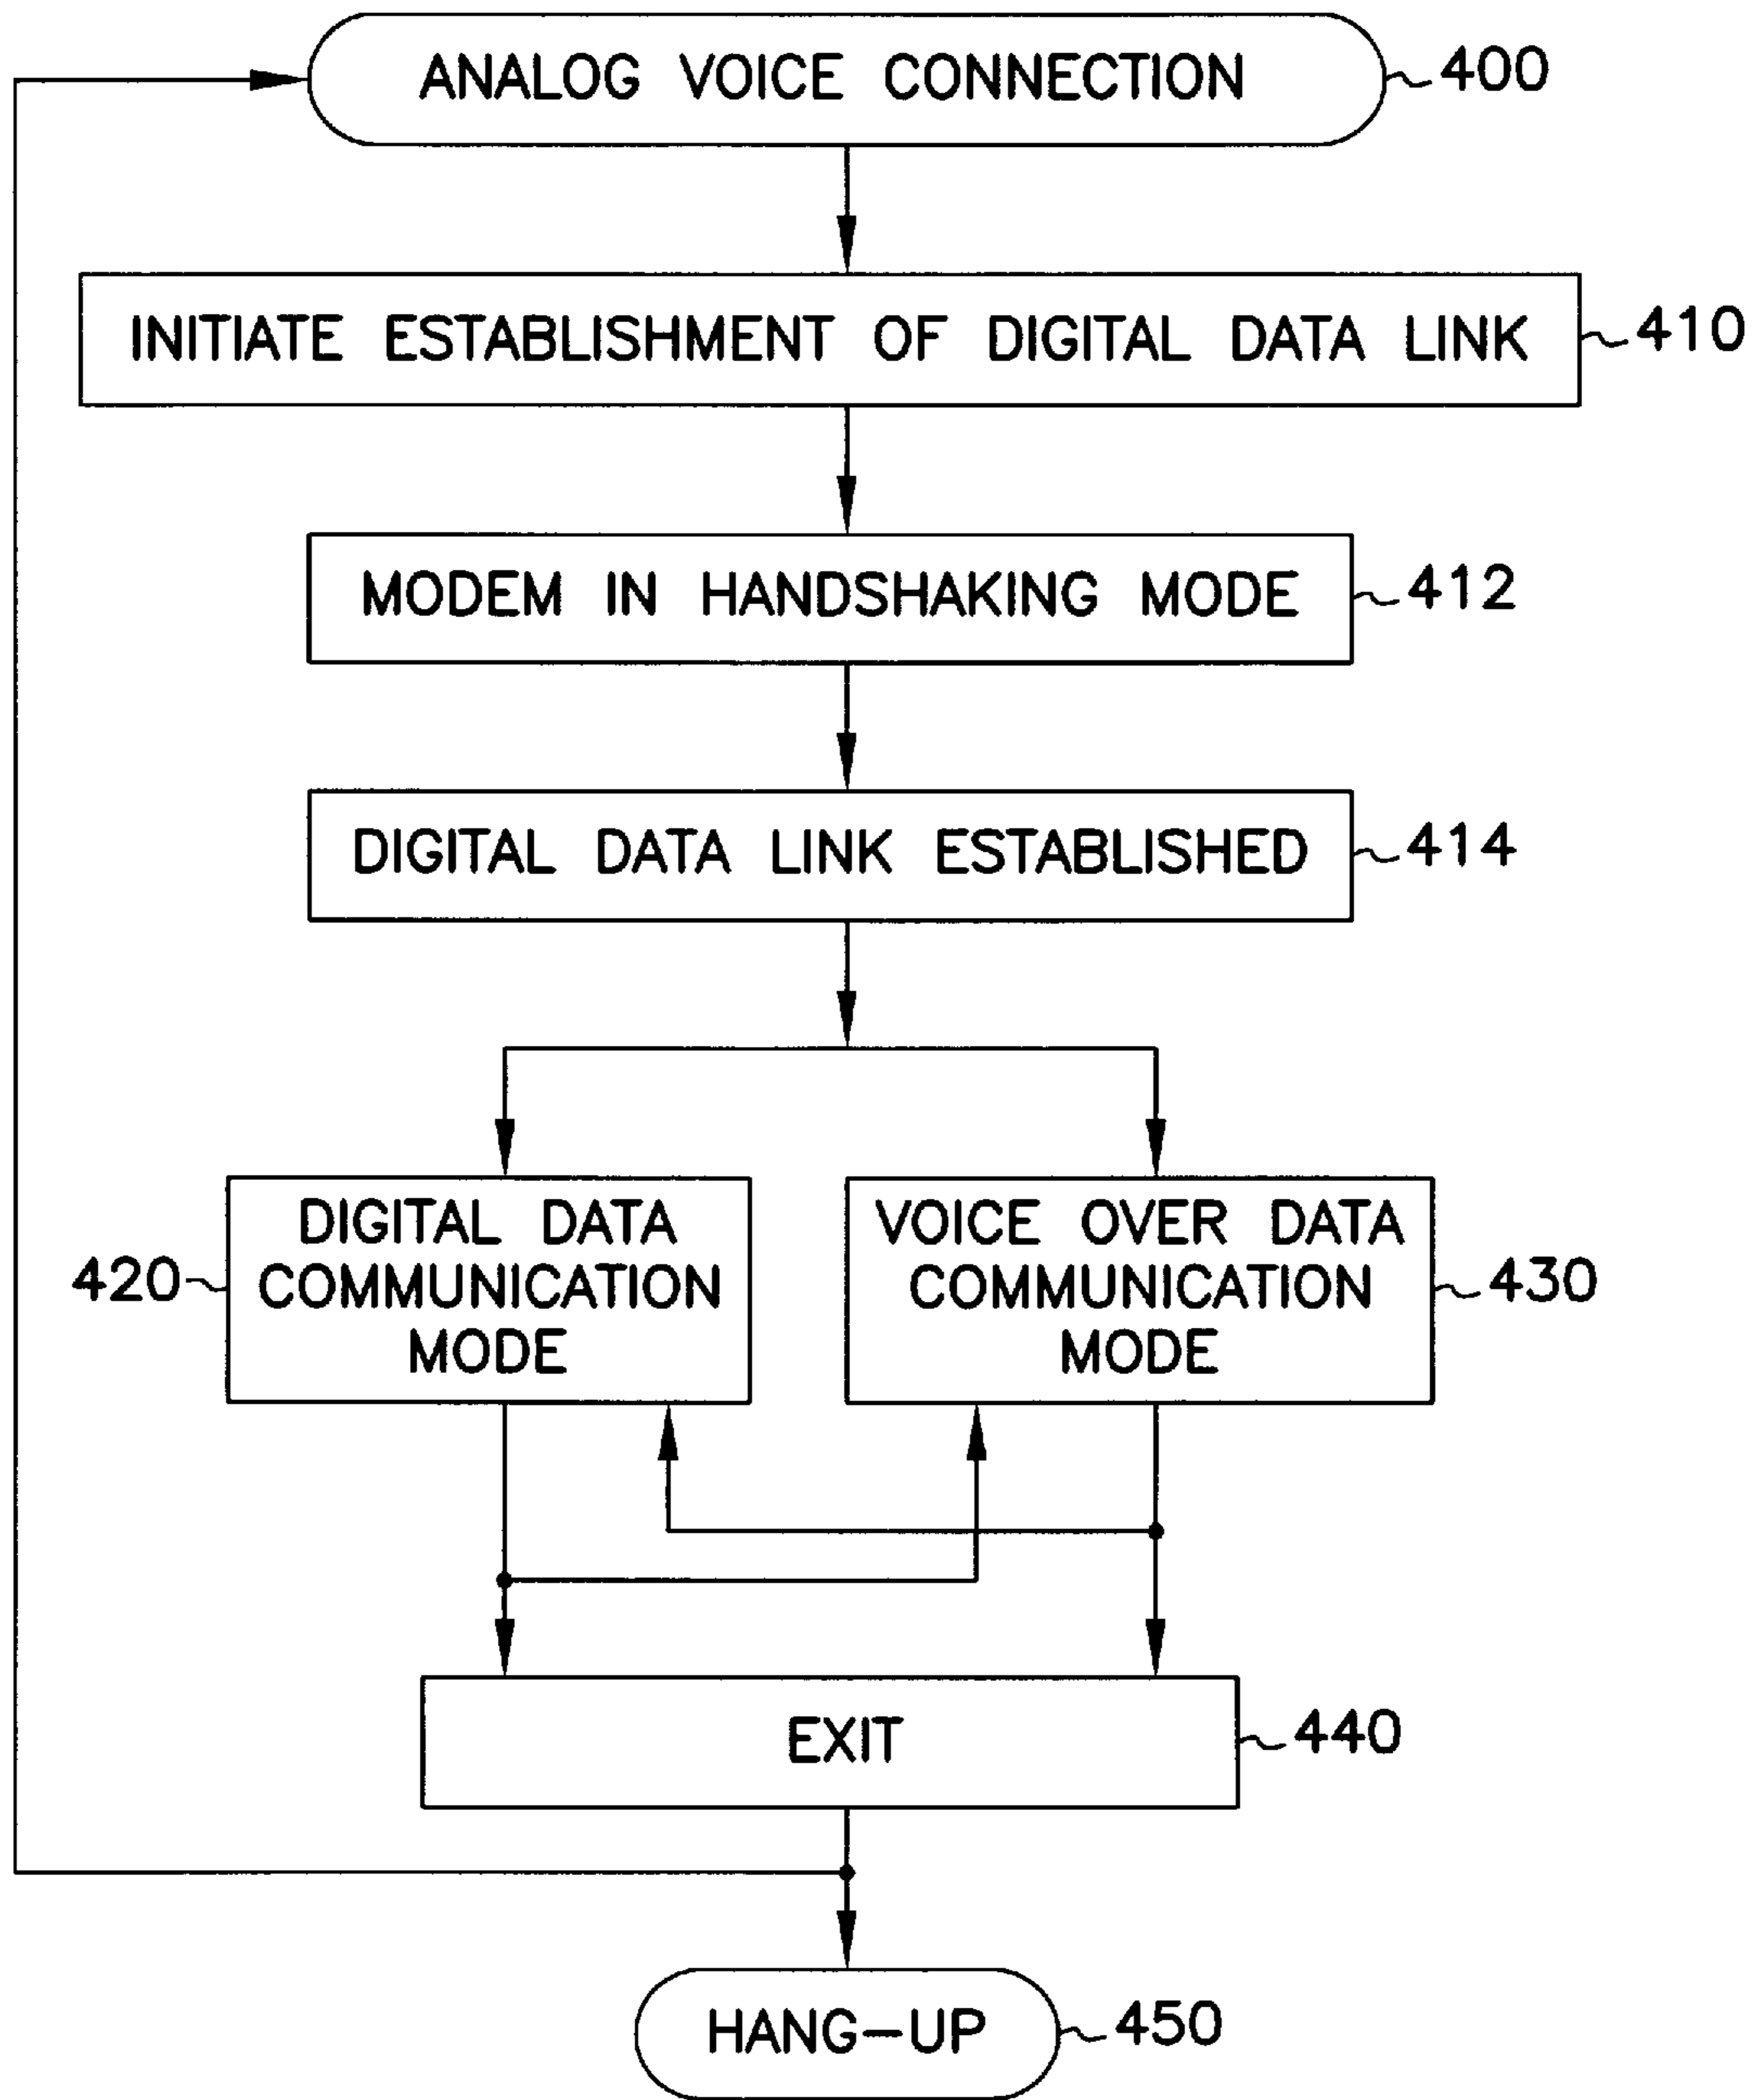 ANALOG VOICE CONNECTION
400
INITIATE ESTABLISHMENT OF DIGITAL DATA LINK
410
MODEM IN HANDSHAKING MODE
412
DIGITAL DATA LINK ESTABLISHED
414
420
DIGITAL DATA
COMMUNICATION
MODE
VOICE OVER DATA
COMMUNICATION
MODE
430
EXIT
440
HANG-UP
450